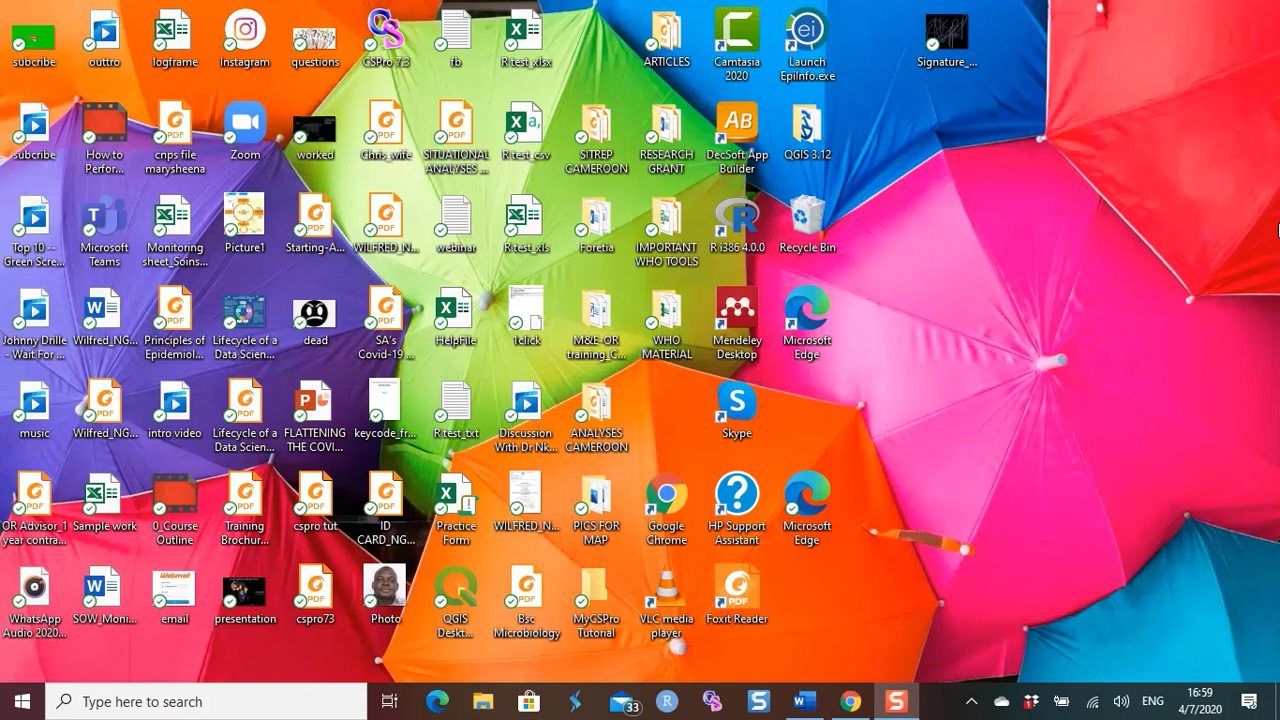 subcribe
outtro
logframe
Instagram
questions
CSPro 7.3
fb
R test_xlsx
ARTICLES
Camtasia
2020
Launch
EpiInfo.exe
Signature_...
subcribe
How to
Perfor...
cnps file
marysheena
Zoom
worked
Chris_wife
SITUATIONAL
ANALYSES ...
R test_csv
SITREP
CAMEROON
RESEARCH
GRANT
DecSoft App
Builder
QGIS 3.12
Top 10 --
Green Scre...
Microsoft
Teams
Monitoring
sheet_Soins...
Picture1
Starting-A...
WILFRED_N...
webinar
R test_xls
Foretia
IMPORTANT
WHO TOOLS
R i386 4.0.0
Recycle Bin
Johnny Drille
- Wait For ...
Wilfred_NG...
Principles of
Epidemiol...
Lifecycle of a
Data Scien...
dead
SA's
Covid-19 ...
HelpFile
1click
M&E-OR
training_C...
WHO
MATERIAL
Mendeley
Desktop
Microsoft
Edge
music
Wilfred_NG...
intro video
Lifecycle of a
Data Scien...
FLATTENING
THE COVI...
keycode_fr...
R test_txt
Discussion
With Dr Nk...
ANALYSES
CAMEROON
Skype
OR Advisor_1
year contra...
Sample work
0_Course
Outline
Training
Brochur...
cspro tut
ID
CARD_NG...
Practice
Form
WILFRED_N...
PICS FOR
MAP
Google
Chrome
HP Support
Assistant
Microsoft
Edge
WhatsApp
Audio 2020...
SOW_Moni...
email
presentation
cspro73
Photo
QGIS
Deskt...
Bsc
Microbiology
MyCSPro
Tutorial
VLC media
player
Foxit Reader
Type here to search
33
ENG
16:59
4/7/2020